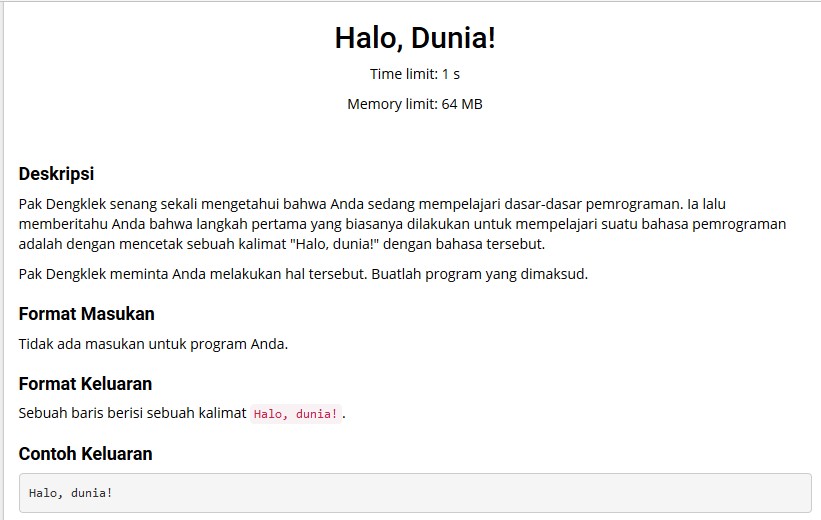 Halo, Dunia!
Time limit: 1 s
Memory limit: 64 MB
Deskripsi
Pak Dengklek senang sekali mengetahui bahwa Anda sedang mempelajari dasar-dasar pemrograman. Ia lalu
memberitahu Anda bahwa langkah pertama yang biasanya dilakukan untuk mempelajari suatu bahasa pemrograman
adalah dengan mencetak sebuah kalimat "Halo, dunia!" dengan bahasa tersebut.
Pak Dengklek meminta Anda melakukan hal tersebut. Buatlah program yang dimaksud.
Format Masukan
Tidak ada masukan untuk program Anda.
Format Keluaran
Sebuah baris berisi sebuah kalimat Halo, dunia! .
Contoh Keluaran
Halo, dunia!